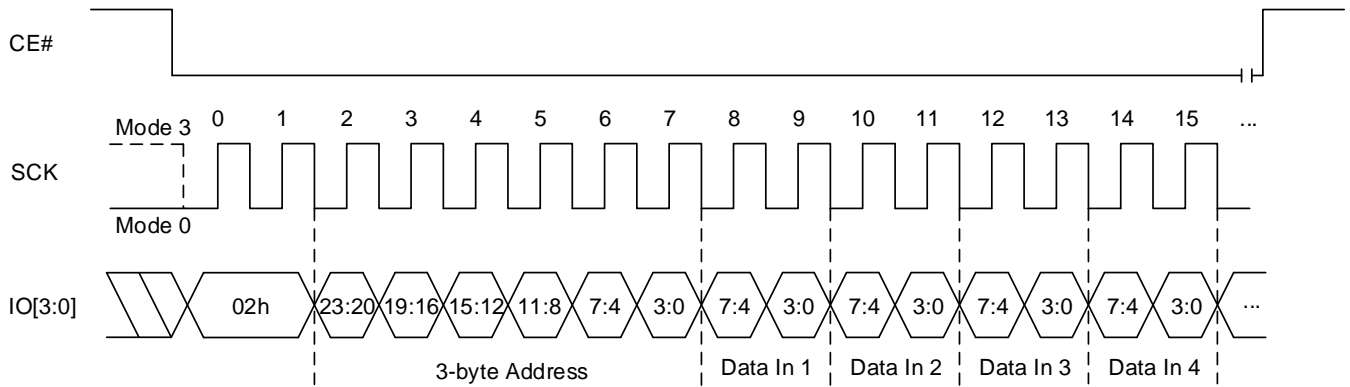 CE#
Mode 3 0 1 2 3 4 5 6 7 8 9 10 11 12 13 14 15 ...
SCK
Mode 0
IO[3:0] 02h 23:20 19:16 15:12 11:8 7:4 3:0 7:4 3:0 7:4 3:0 7:4 3:0 7:4 3:0 ...
3-byte Address Data In 1 Data In 2 Data In 3 Data In 4